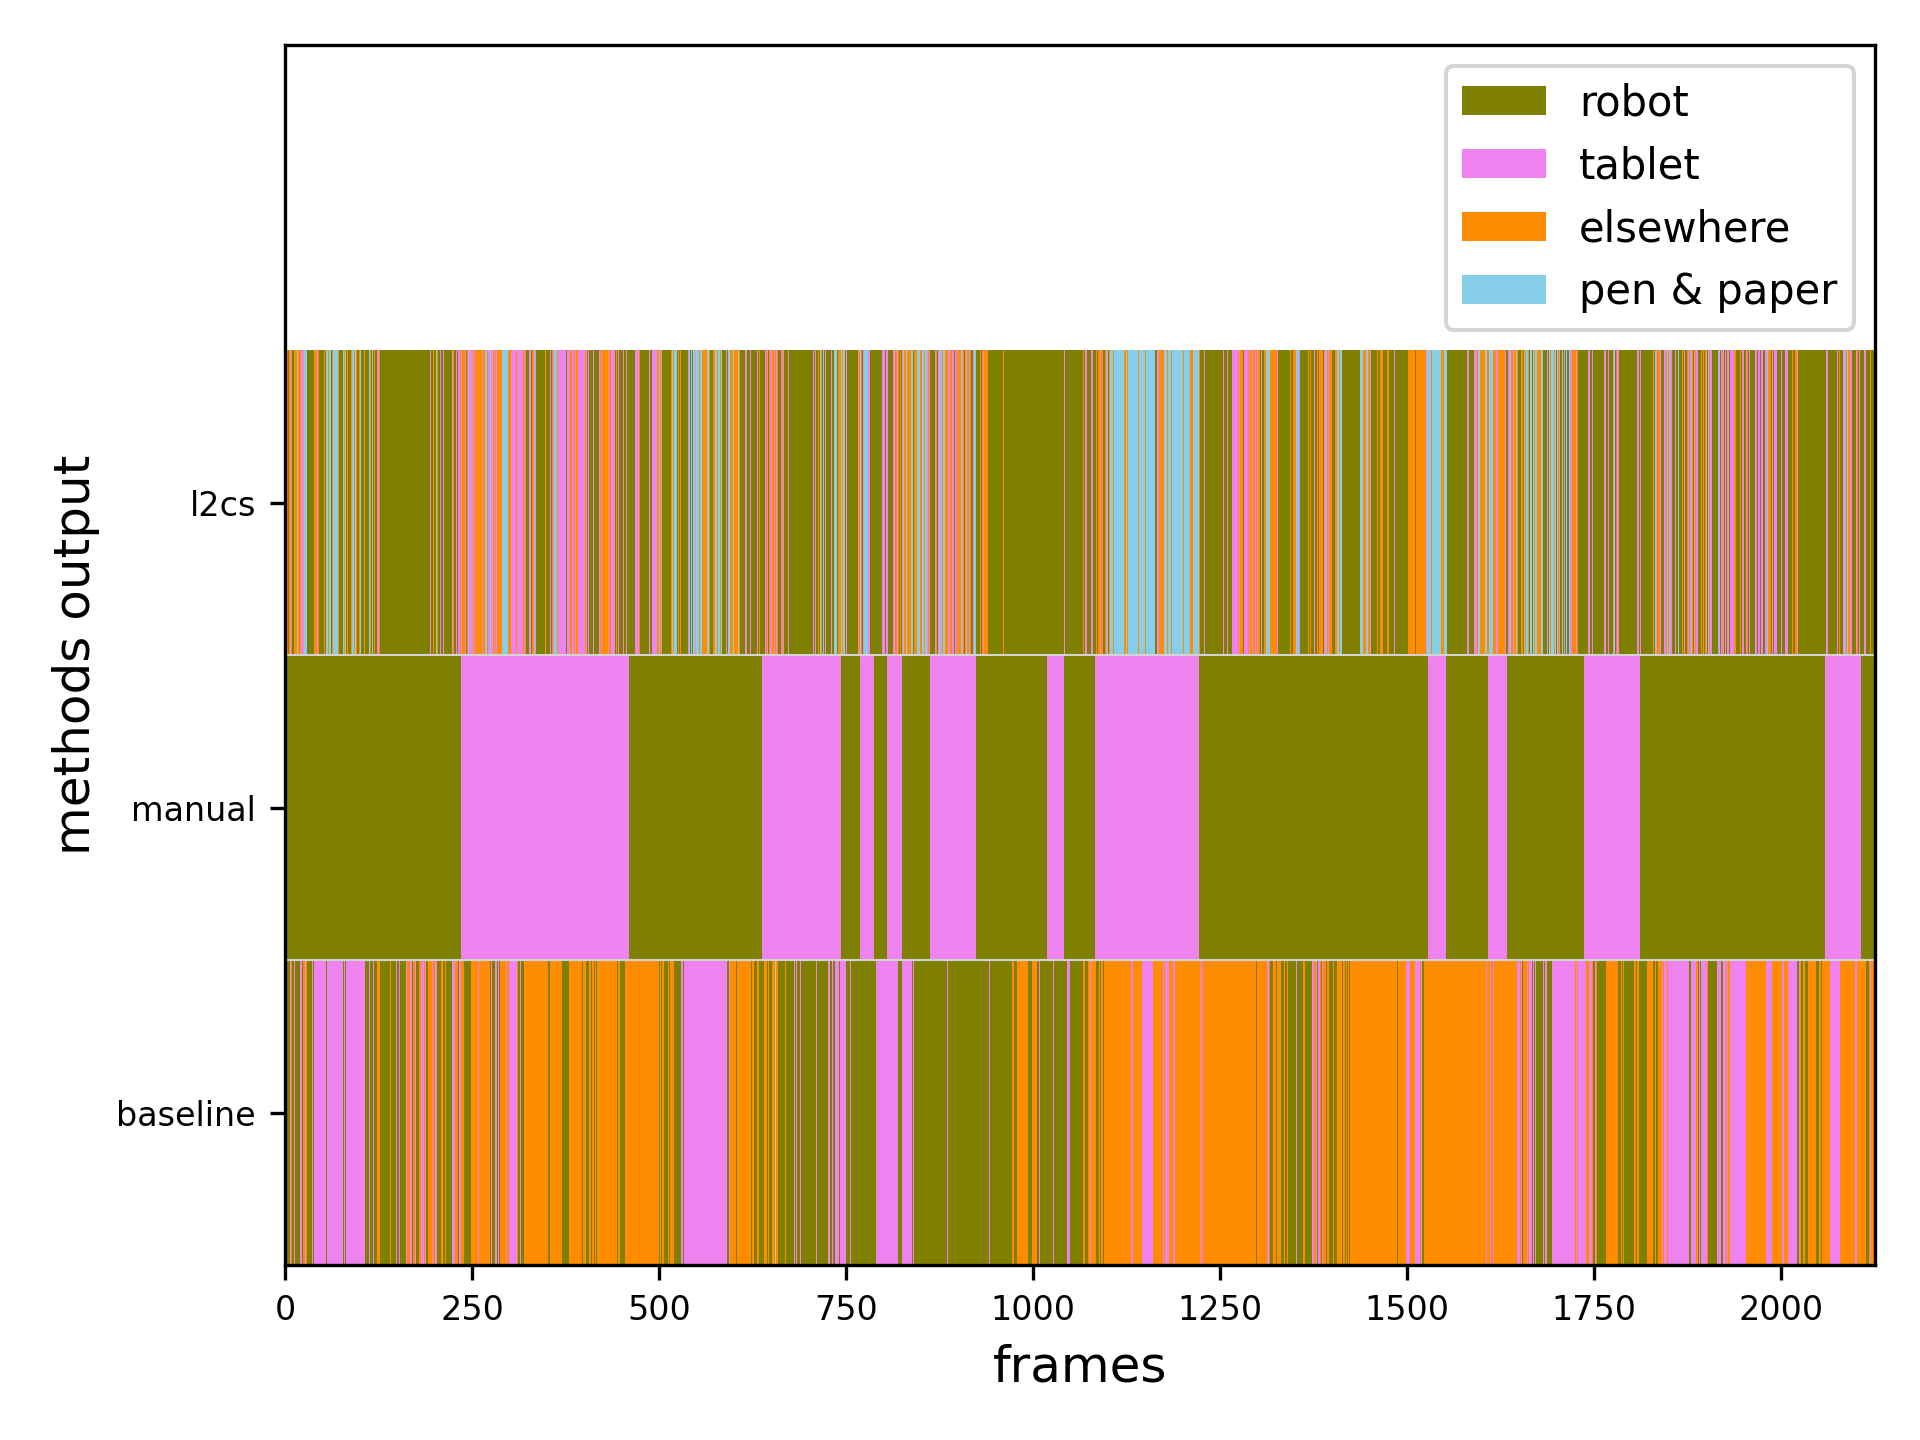 robot
tablet
elsewhere
pen & paper
methods output
l2cs
manual
baseline
0 250 500 750 1000 1250 1500 1750 2000
frames